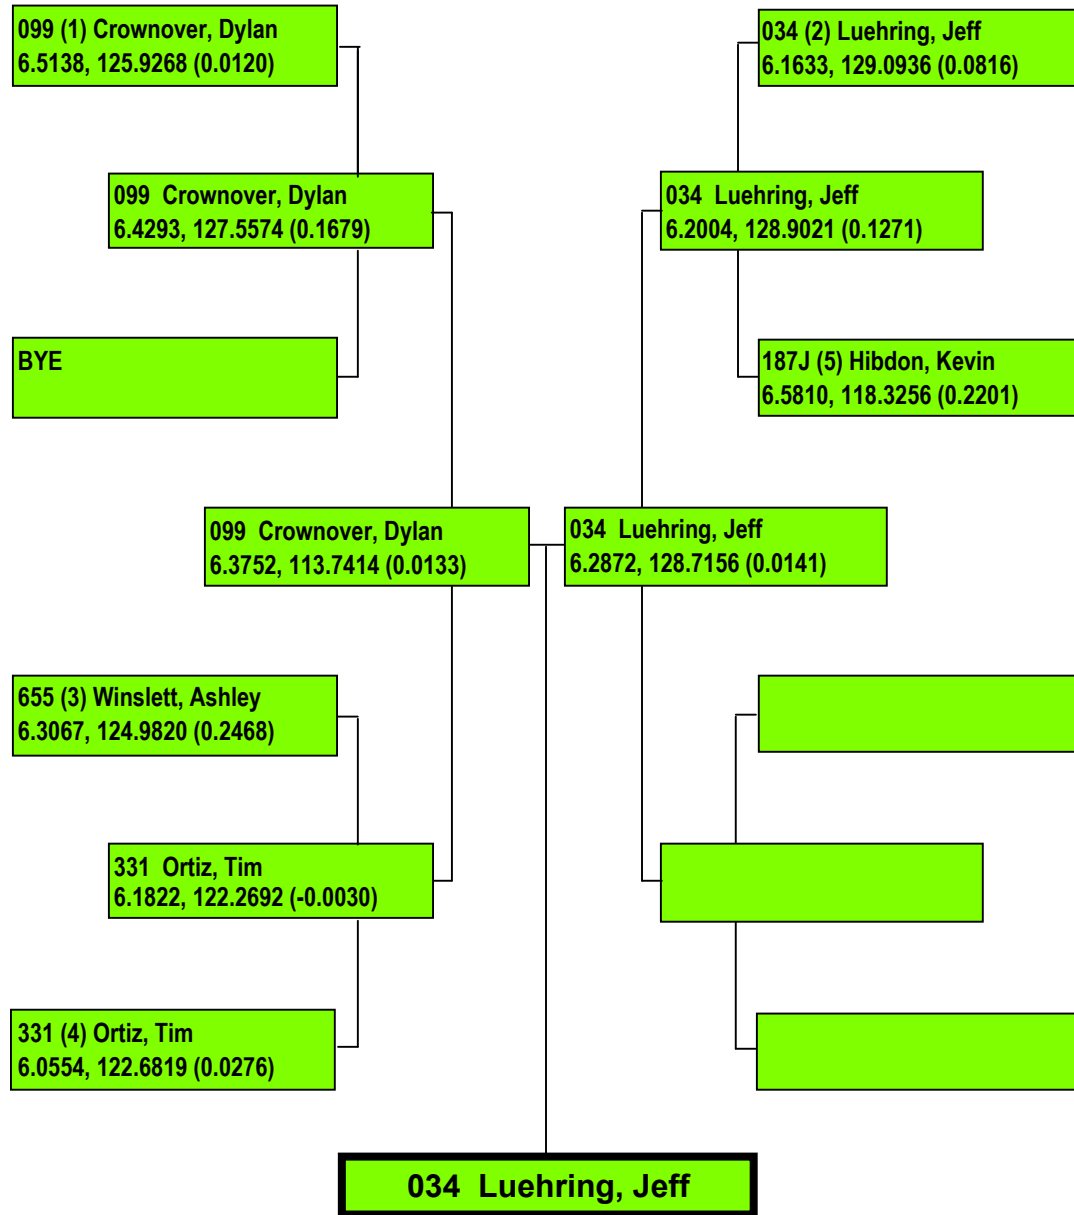 099 (1) Crownover, Dylan
6.5138, 125.9268 (0.0120)
034 (2) Luehring, Jeff
6.1633, 129.0936 (0.0816)
099  Crownover, Dylan
6.4293, 127.5574 (0.1679)
034  Luehring, Jeff
6.2004, 128.9021 (0.1271)
BYE
187J (5) Hibdon, Kevin
6.5810, 118.3256 (0.2201)
099  Crownover, Dylan
6.3752, 113.7414 (0.0133)
034  Luehring, Jeff
6.2872, 128.7156 (0.0141)
655 (3) Winslett, Ashley
6.3067, 124.9820 (0.2468)
331  Ortiz, Tim
6.1822, 122.2692 (-0.0030)
331 (4) Ortiz, Tim
6.0554, 122.6819 (0.0276)
034  Luehring, Jeff